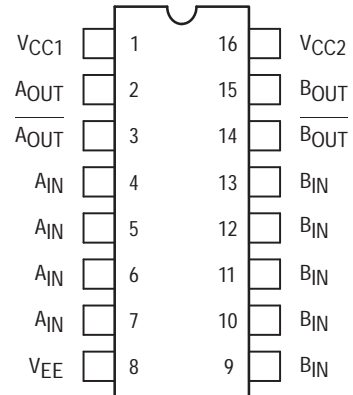 VCC1 1 16 VCC2
AOUT 2 15 BOUT
AOUT 3 14 BOUT
AIN 4 13 BIN
AIN 5 12 BIN
AIN 6 11 BIN
AIN 7 10 BIN
VEE 8 9 BIN